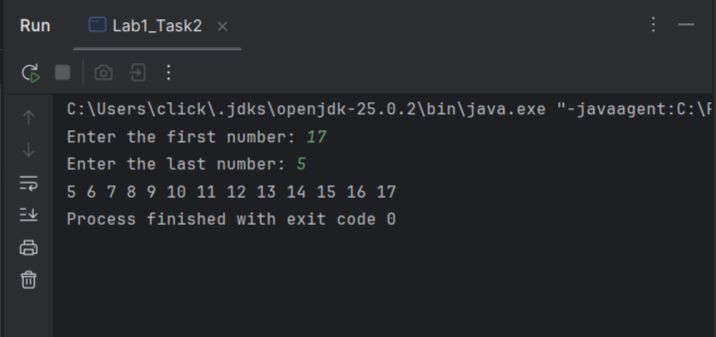 Run Lab1_Task2
C:\Users\click\.jdks\openjdk-25.0.2\bin\java.exe "-javaagent:C:\
Enter the first number: 17
Enter the last number: 5
5 6 7 8 9 10 11 12 13 14 15 16 17
Process finished with exit code 0